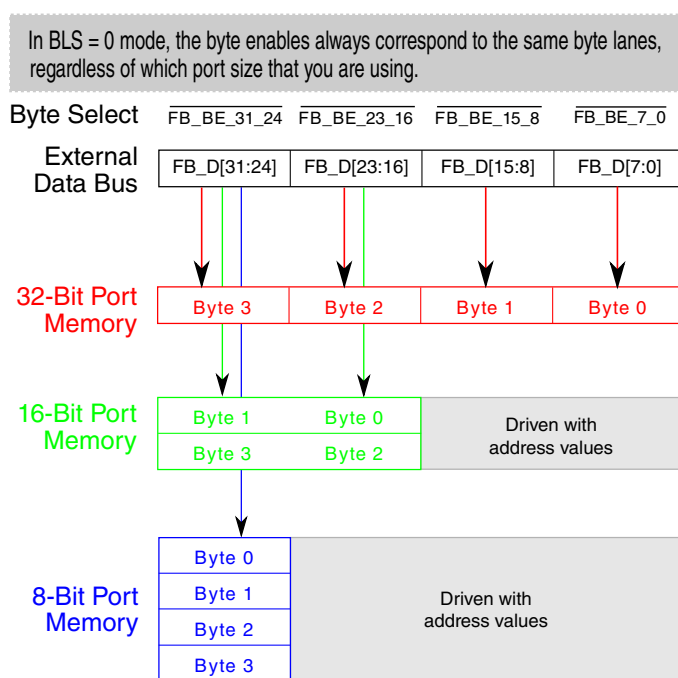 In BLS = 0 mode, the byte enables always correspond to the same byte lanes,
regardless of which port size that you are using.
Byte Select FB_BE_31_24 FB_BE_23_16 FB_BE_15_8 FB_BE_7_0
External
Data Bus
FB_D[31:24] FB_D[23:16] FB_D[15:8] FB_D[7:0]
32-Bit Port
Memory
Byte 3 Byte 2 Byte 1 Byte 0
16-Bit Port
Memory
Byte 1 Byte 0
Byte 3 Byte 2
Driven with
address values
8-Bit Port
Memory
Byte 0
Byte 1
Byte 2
Byte 3
Driven with
address values